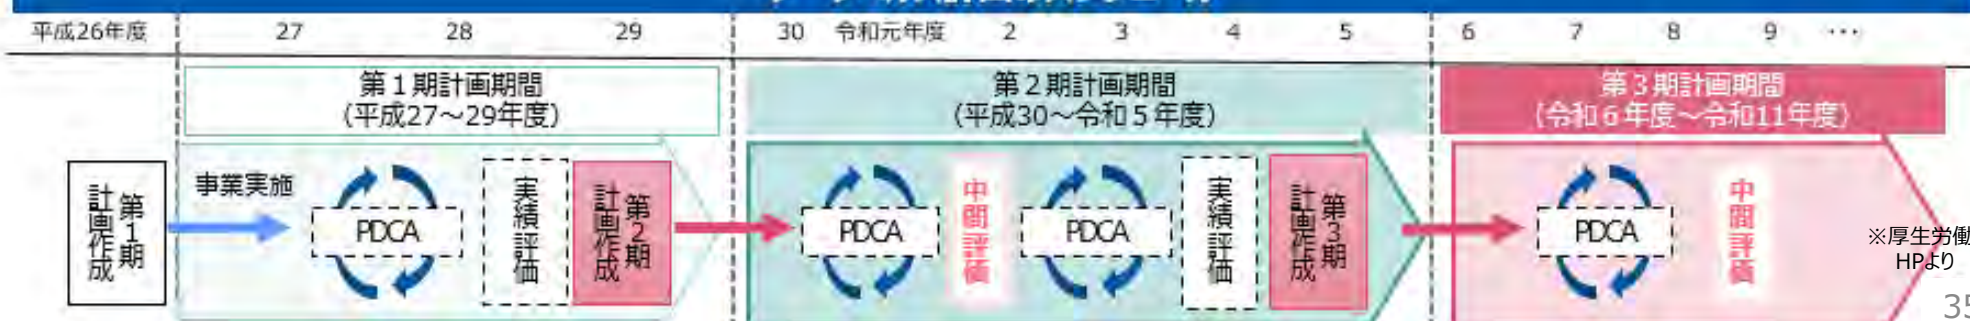 平成26年度 27 28 29 30 令和元年度 2 3 4 5 6 7 8 9 …
第1期計画期間
(平成27～29年度)
第2期計画期間
(平成30～令和5年度)
第3期計画期間
(令和6年度～令和11年度)
第1期
計画作成
事業実施
PDCA
実績評価
第2期
計画作成
PDCA
中間評価
PDCA
実績評価
第3期
計画作成
PDCA
中間評価
※厚生労働
HPより
35